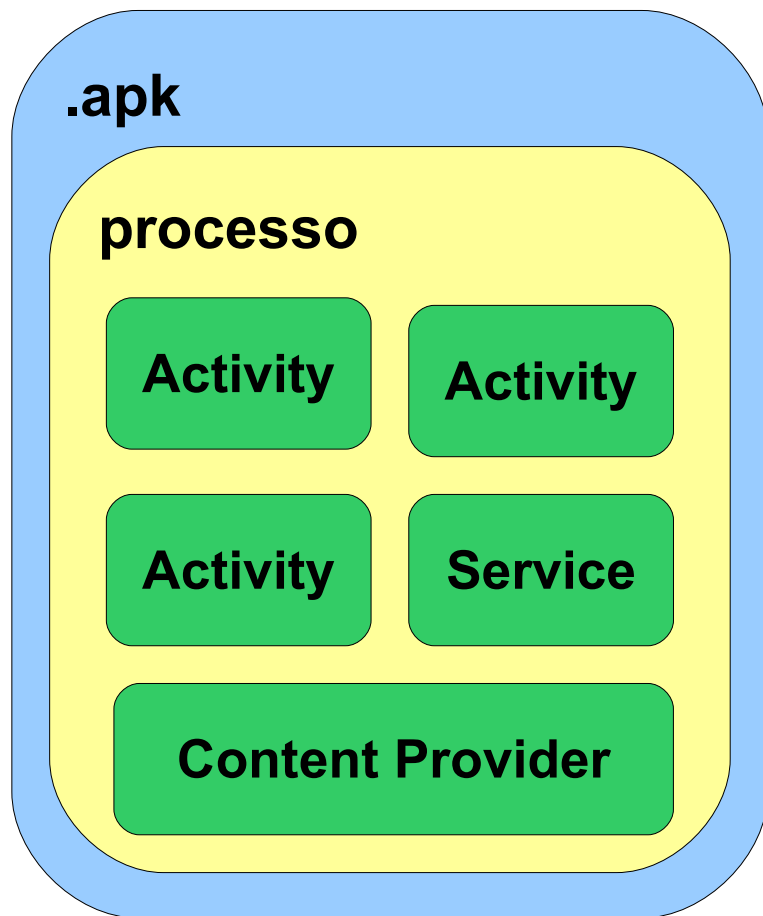 .apk
processo
Activity
Activity
Activity
Service
Content Provider